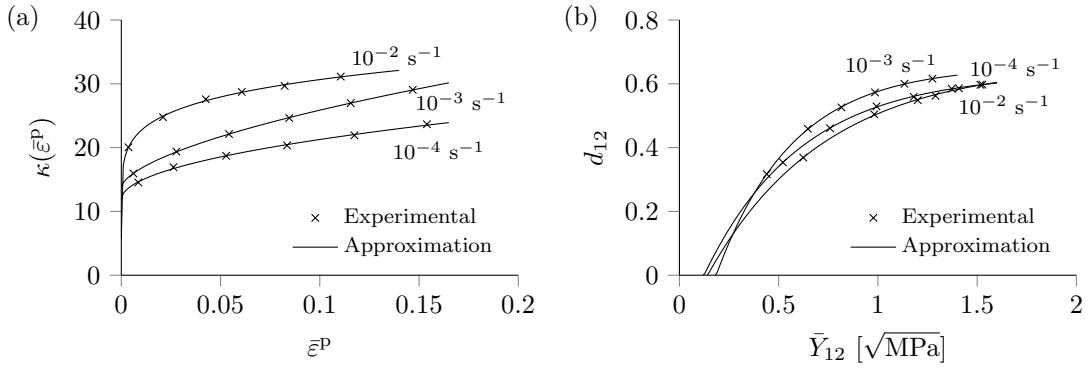 (a)
40
30
20
10
0
0
0.05
0.1
0.15
0.2
κ(ε̄ᵖ)
ε̄ᵖ
10⁻² s⁻¹
10⁻³ s⁻¹
10⁻⁴ s⁻¹
Experimental
Approximation
(b)
0.8
0.6
0.4
0.2
0
0
0.5
1
1.5
2
d₁₂
Ȳ₁₂ [√MPa]
10⁻³ s⁻¹
10⁻⁴ s⁻¹
10⁻² s⁻¹
Experimental
Approximation